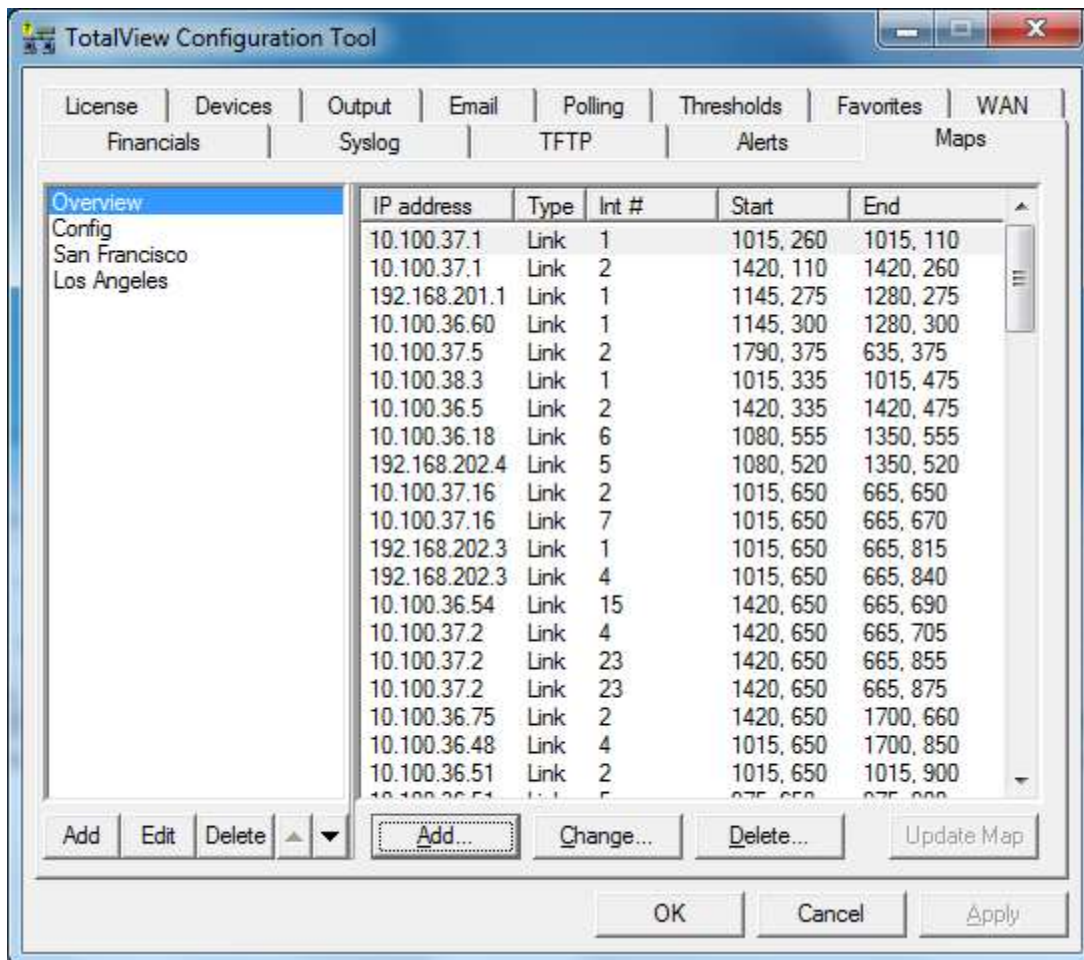 TotalView Configuration Tool
License Devices Output Email Polling Thresholds Favorites WAN
Financials Syslog TFTP Alerts Maps
Overview
Config
San Francisco
Los Angeles
IP address Type Int # Start End
10.100.37.1 Link 1 1015, 260 1015, 110
10.100.37.1 Link 2 1420, 110 1420, 260
192.168.201.1 Link 1 1145, 275 1280, 275
10.100.36.60 Link 1 1145, 300 1280, 300
10.100.37.5 Link 2 1790, 375 635, 375
10.100.38.3 Link 1 1015, 335 1015, 475
10.100.36.5 Link 2 1420, 335 1420, 475
10.100.36.18 Link 6 1080, 555 1350, 555
192.168.202.4 Link 5 1080, 520 1350, 520
10.100.37.16 Link 2 1015, 650 665, 650
10.100.37.16 Link 7 1015, 650 665, 670
192.168.202.3 Link 1 1015, 650 665, 815
192.168.202.3 Link 4 1015, 650 665, 840
10.100.36.54 Link 15 1420, 650 665, 690
10.100.37.2 Link 4 1420, 650 665, 705
10.100.37.2 Link 23 1420, 650 665, 855
10.100.37.2 Link 23 1420, 650 665, 875
10.100.36.75 Link 2 1420, 650 1700, 660
10.100.36.48 Link 4 1015, 650 1700, 850
10.100.36.51 Link 2 1015, 650 1015, 900
Add Edit Delete Add... Change... Delete... Update Map
OK Cancel Apply